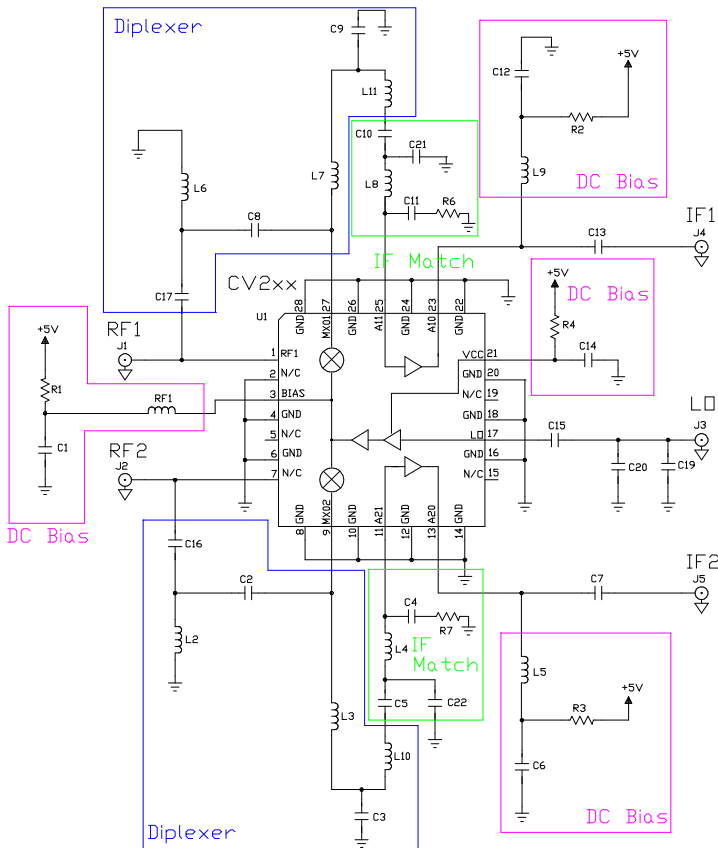 Diplexer
C9
L11
C10
L7
L6
C8
C17
C21
L8
C11
R6
IF Match
+5V
C12
R2
L9
DC Bias
IF1
C13
J4
CV2xx
U1
28
27
26
25
24
23
22
GND
MXO1
GND
A11
GND
A10
GND
RF1
J1
+5V
R1
RF1
C1
DC Bias
RF2
J2
1 RF1
2 N/C
3 BIAS
4 GND
5 N/C
6 GND
7 N/C
VCC 21
GND 20
N/C 19
GND 18
LO 17
GND 16
N/C 15
+5V
DC Bias
R4
C14
LO
C15
J3
C20
C19
GND
MXO2
GND
A21
GND
A20
GND
8
9
10
11
12
13
14
C16
C2
L2
L3
C4
R7
L4
IF
Match
C5
C22
L10
C3
Diplexer
IF2
C7
J5
L5
+5V
R3
C6
DC Bias